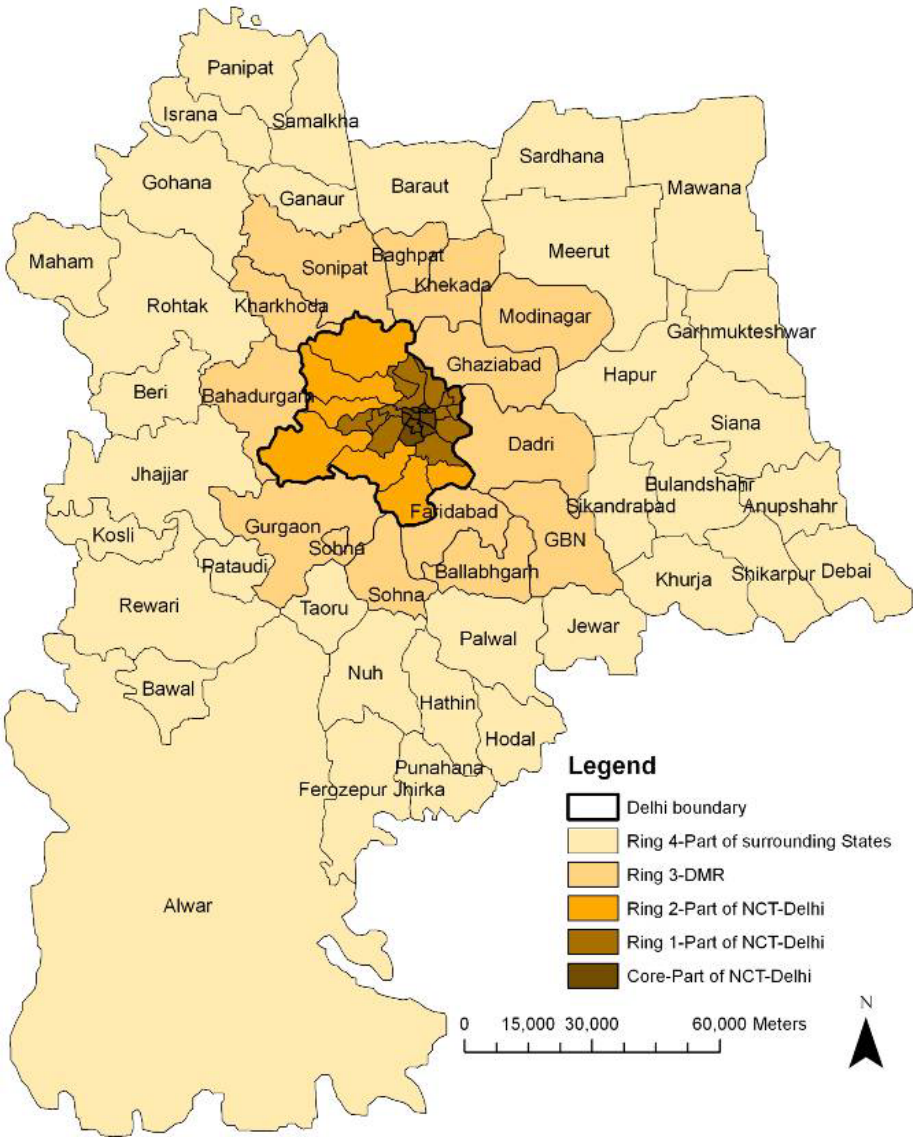 Panipat
Israna
Samalkha
Sardhana
Mawana
Gohana
Ganaur
Baraut
Maham
Sonipat
Baghpat
Meerut
Khekada
Rohtak
Kharkhoda
Modinagar
Garhmukteshwar
Ghaziabad
Hapur
Beri
Bahadurgarh
Siana
Dadri
Jhajjar
Bulandshahr
Sikandrabad
Anupshahr
Kosli
Gurgaon
Faridabad
Sohna
GBN
Pataudi
Ballabhgarh
Khurja
Shikarpur
Debai
Rewari
Taoru
Sohna
Palwal
Jewar
Bawal
Nuh
Hathin
Hodal
Punahana
Ferozepur Jhirka
Alwar
Legend
Delhi boundary
Ring 4-Part of surrounding States
Ring 3-DMR
Ring 2-Part of NCT-Delhi
Ring 1-Part of NCT-Delhi
Core-Part of NCT-Delhi
N
0 15,000 30,000 60,000 Meters